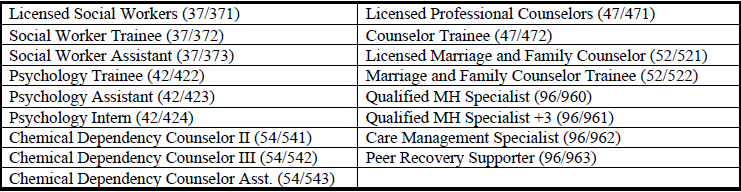 Licensed Social Workers (37/371)
Licensed Professional Counselors (47/471)
Social Worker Trainee (37/372)
Counselor Trainee (47/472)
Social Worker Assistant (37/373)
Licensed Marriage and Family Counselor (52/521)
Psychology Trainee (42/422)
Marriage and Family Counselor Trainee (52/522)
Psychology Assistant (42/423)
Qualified MH Specialist (96/960)
Psychology Intern (42/424)
Qualified MH Specialist +3 (96/961)
Chemical Dependency Counselor II (54/541)
Care Management Specialist (96/962)
Chemical Dependency Counselor III (54/542)
Peer Recovery Supporter (96/963)
Chemical Dependency Counselor Asst. (54/543)